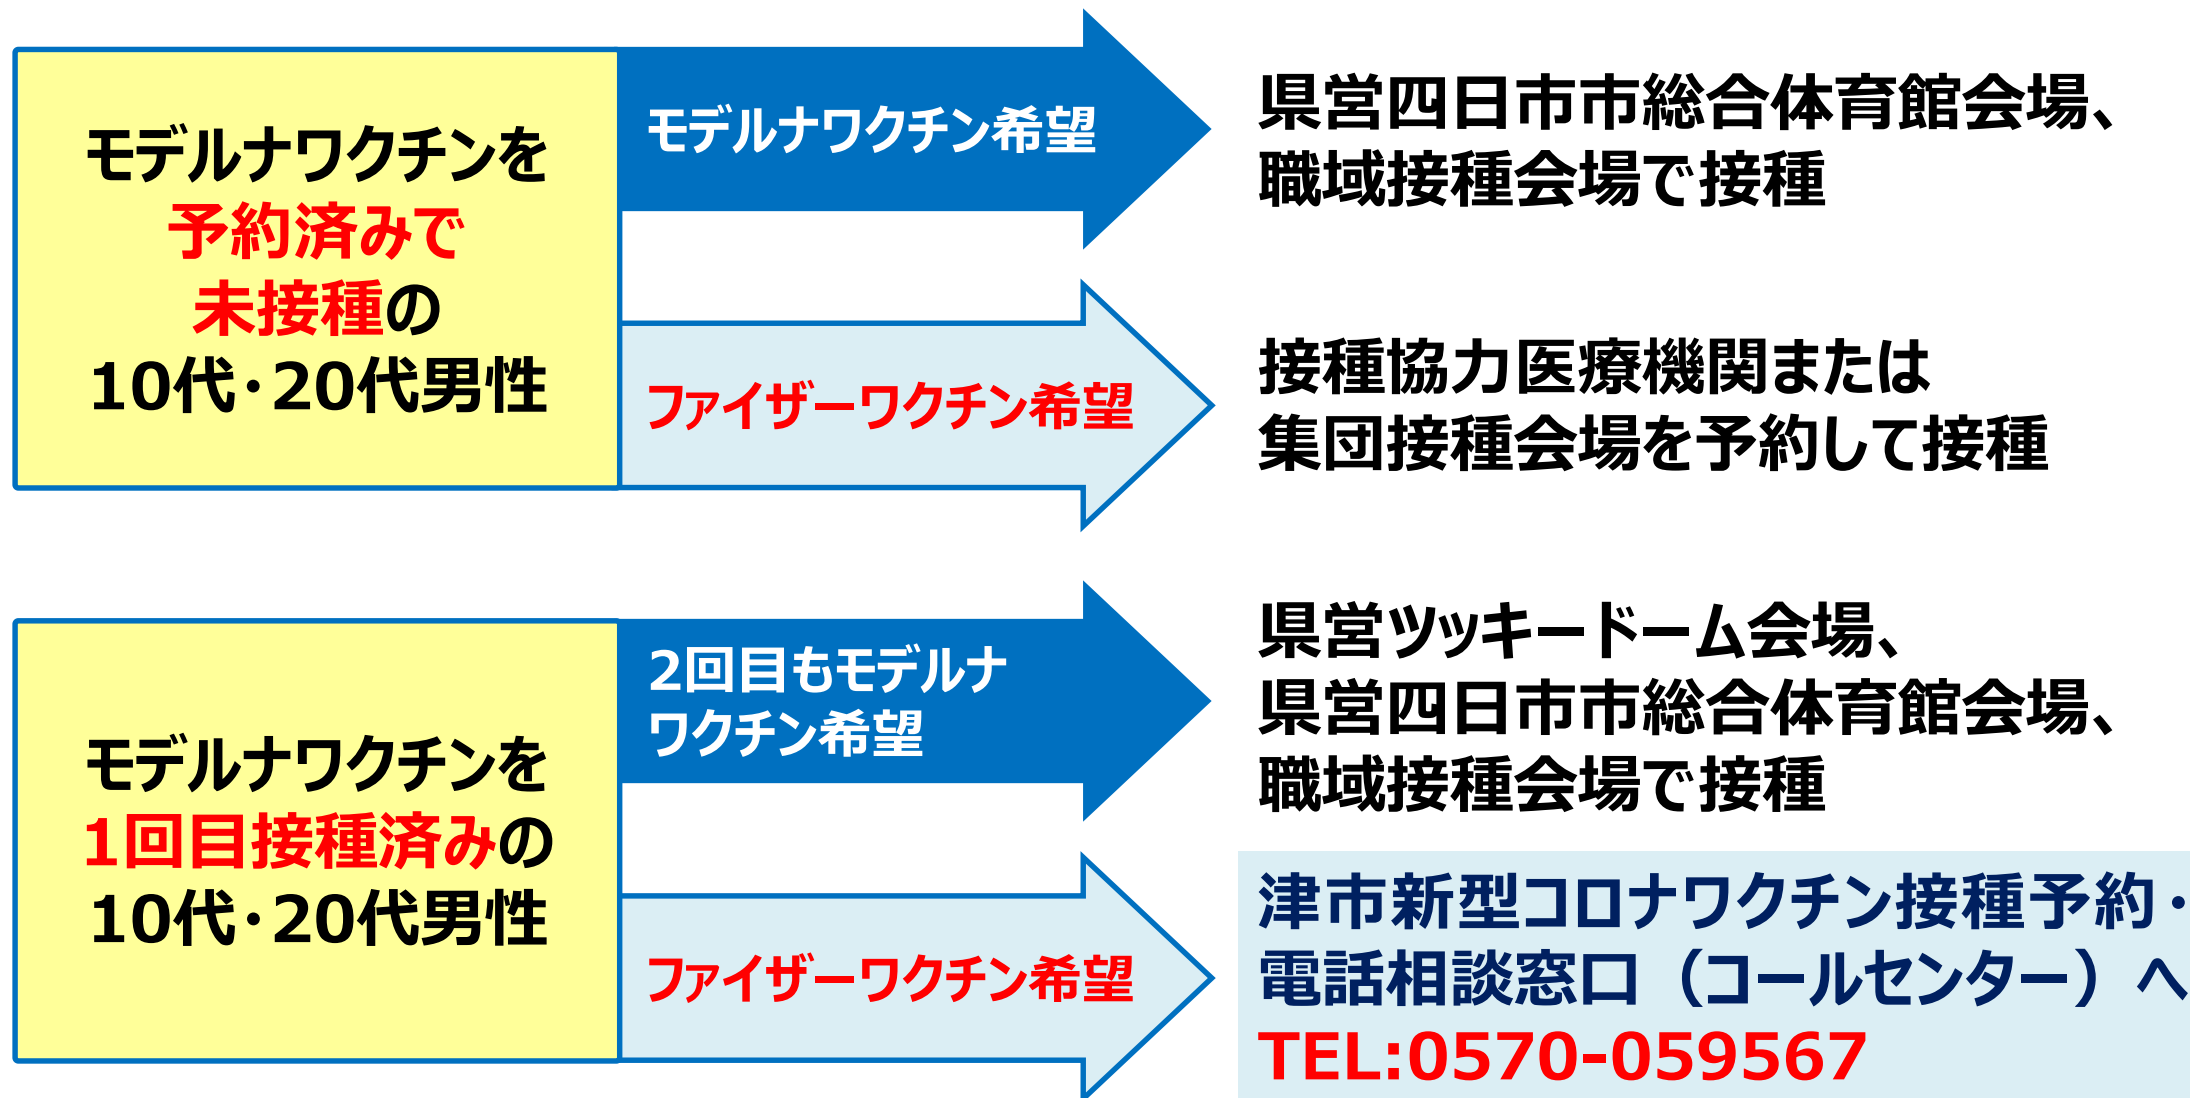 モデルナワクチンを
予約済みで
未接種の
10代･20代男性
モデルナワクチン希望
県営四日市市総合体育館会場、
職域接種会場で接種
ファイザーワクチン希望
接種協力医療機関または
集団接種会場を予約して接種
モデルナワクチンを
1回目接種済みの
10代･20代男性
2回目もモデルナ
ワクチン希望
県営ツッキードーム会場、
県営四日市市総合体育館会場、
職域接種会場で接種
ファイザーワクチン希望
津市新型コロナワクチン接種予約･
電話相談窓口（コールセンター）へ
TEL:0570-059567